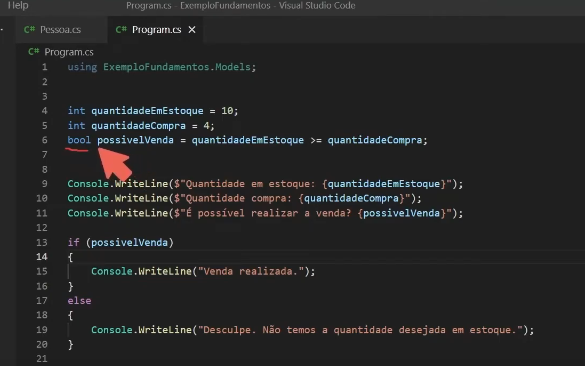 Help Program.cs - ExemploFundamentos - Visual Studio Code
C# Pessoa.cs C# Program.cs ×
C# Program.cs
1 using ExemploFundamentos.Models;
2
3
4 int quantidadeEmEstoque = 10;
5 int quantidadeCompra = 4;
6 bool possivelVenda = quantidadeEmEstoque >= quantidadeCompra;
7
8
9 Console.WriteLine($"Quantidade em estoque: {quantidadeEmEstoque}");
10 Console.WriteLine($"Quantidade compra: {quantidadeCompra}");
11 Console.WriteLine($"É possível realizar a venda? {possivelVenda}");
12
13 if (possivelVenda)
14 {
15 Console.WriteLine("Venda realizada.");
16 }
17 else
18 {
19 Console.WriteLine("Desculpe. Não temos a quantidade desejada em estoque.");
20 }
21